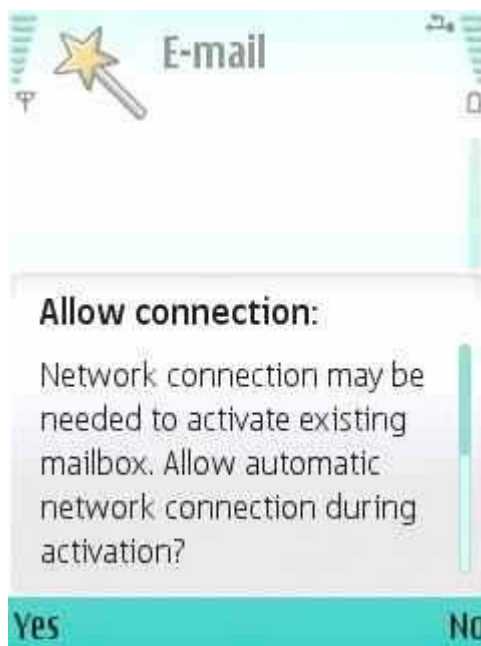 E-mail
Allow connection:
Network connection may be
needed to activate existing
mailbox. Allow automatic
network connection during
activation?
Yes
No